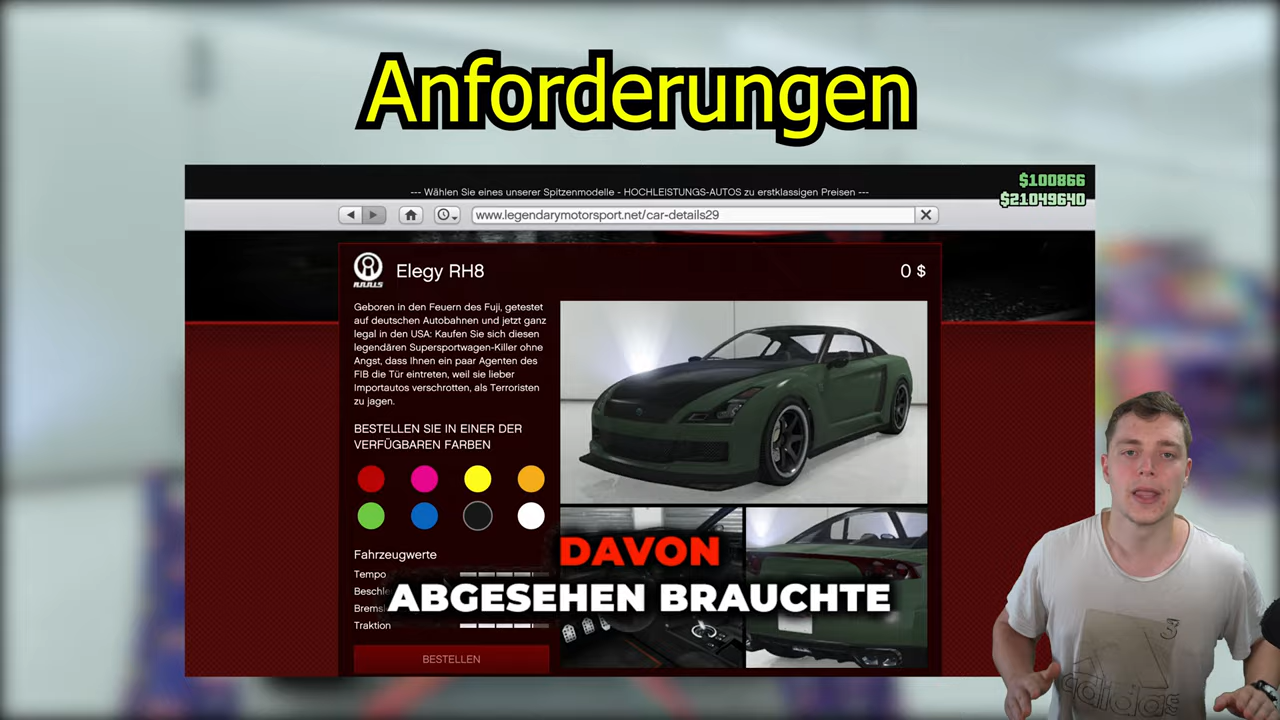 Anforderungen
--- Wählen Sie eines unserer Spitzenmodelle - HOCHLEISTUNGS-AUTOS zu erstklassigen Preisen ---
$100866
$21049640
www.legendarymotorsport.net/car-details29
Elegy RH8
0 $
Geboren in den Feuern des Fuji, getestet
auf deutschen Autobahnen und jetzt ganz
legal in den USA: Kaufen Sie sich diesen
legendären Supersportwagen-Killer ohne
Angst, dass Ihnen ein paar Agenten des
FIB die Tür eintreten, weil sie lieber
Importautos verschrotten, als Terroristen
zu jagen.
BESTELLEN SIE IN EINER DER
VERFÜGBAREN FARBEN
Fahrzeugwerte
Tempo
Traktion
BESTELLEN
DAVON
ABGESEHEN BRAUCHTE
3
adidas